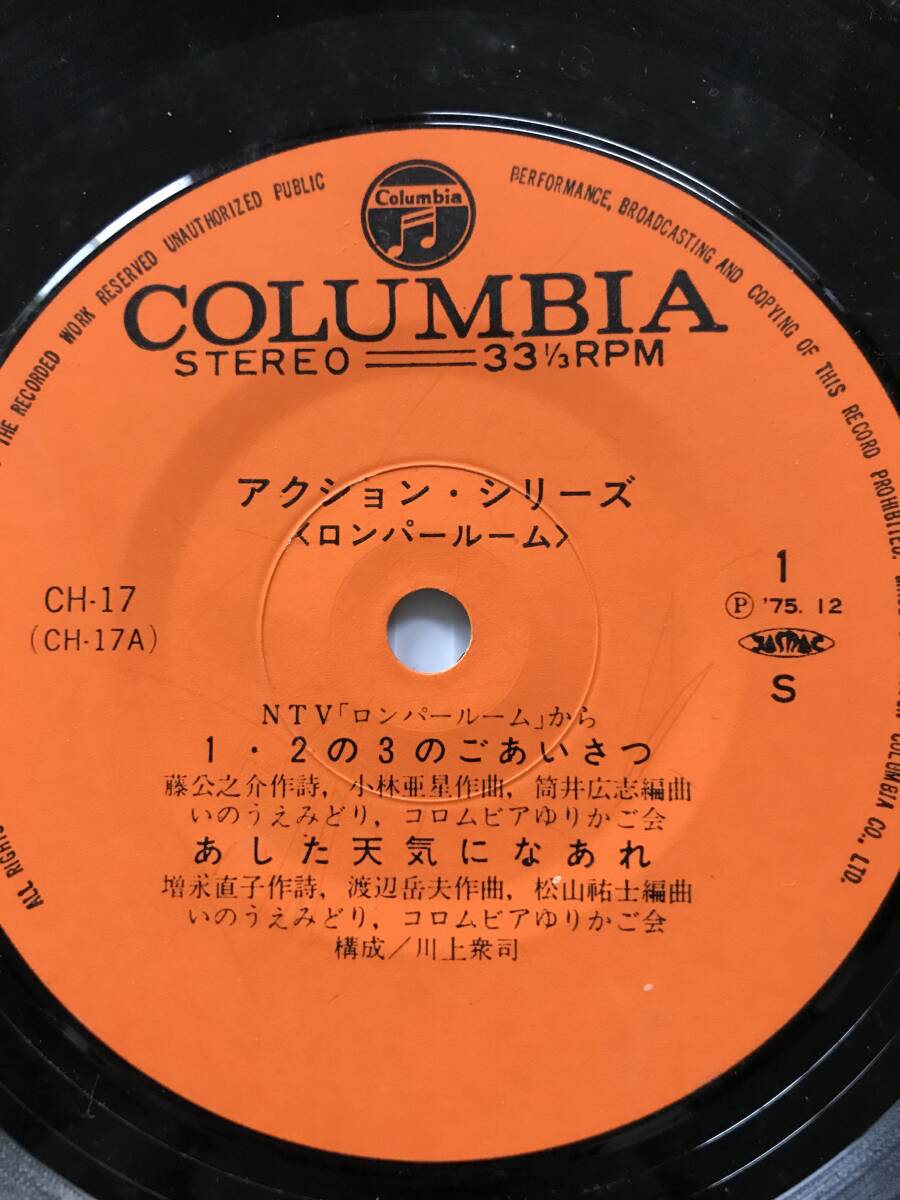 Columbia
ALL RIGHTS
THE RECORDED WORK RESERVED UNAUTHORIZED PUBLIC PERFORMANCE, BROADCASTING AND COPYING OF THIS RECORD PROHIBITED.
COLUMBIA CO., LTD.
COLUMBIA
STEREO 33 1/3 RPM
アクション・シリーズ
〈ロンパールーム〉
CH-17
(CH-17A)
1
Ⓟ '75. 12
JASRAC
S
NTV「ロンパールーム」から
1・2の3のごあいさつ
藤公之介作詩, 小林亜星作曲, 筒井広志編曲
いのうえみどり, コロムビアゆりかご会
あした天気になあれ
増永直子作詩, 渡辺岳夫作曲, 松山祐士編曲
いのうえみどり, コロムビアゆりかご会
構成/川上衆司